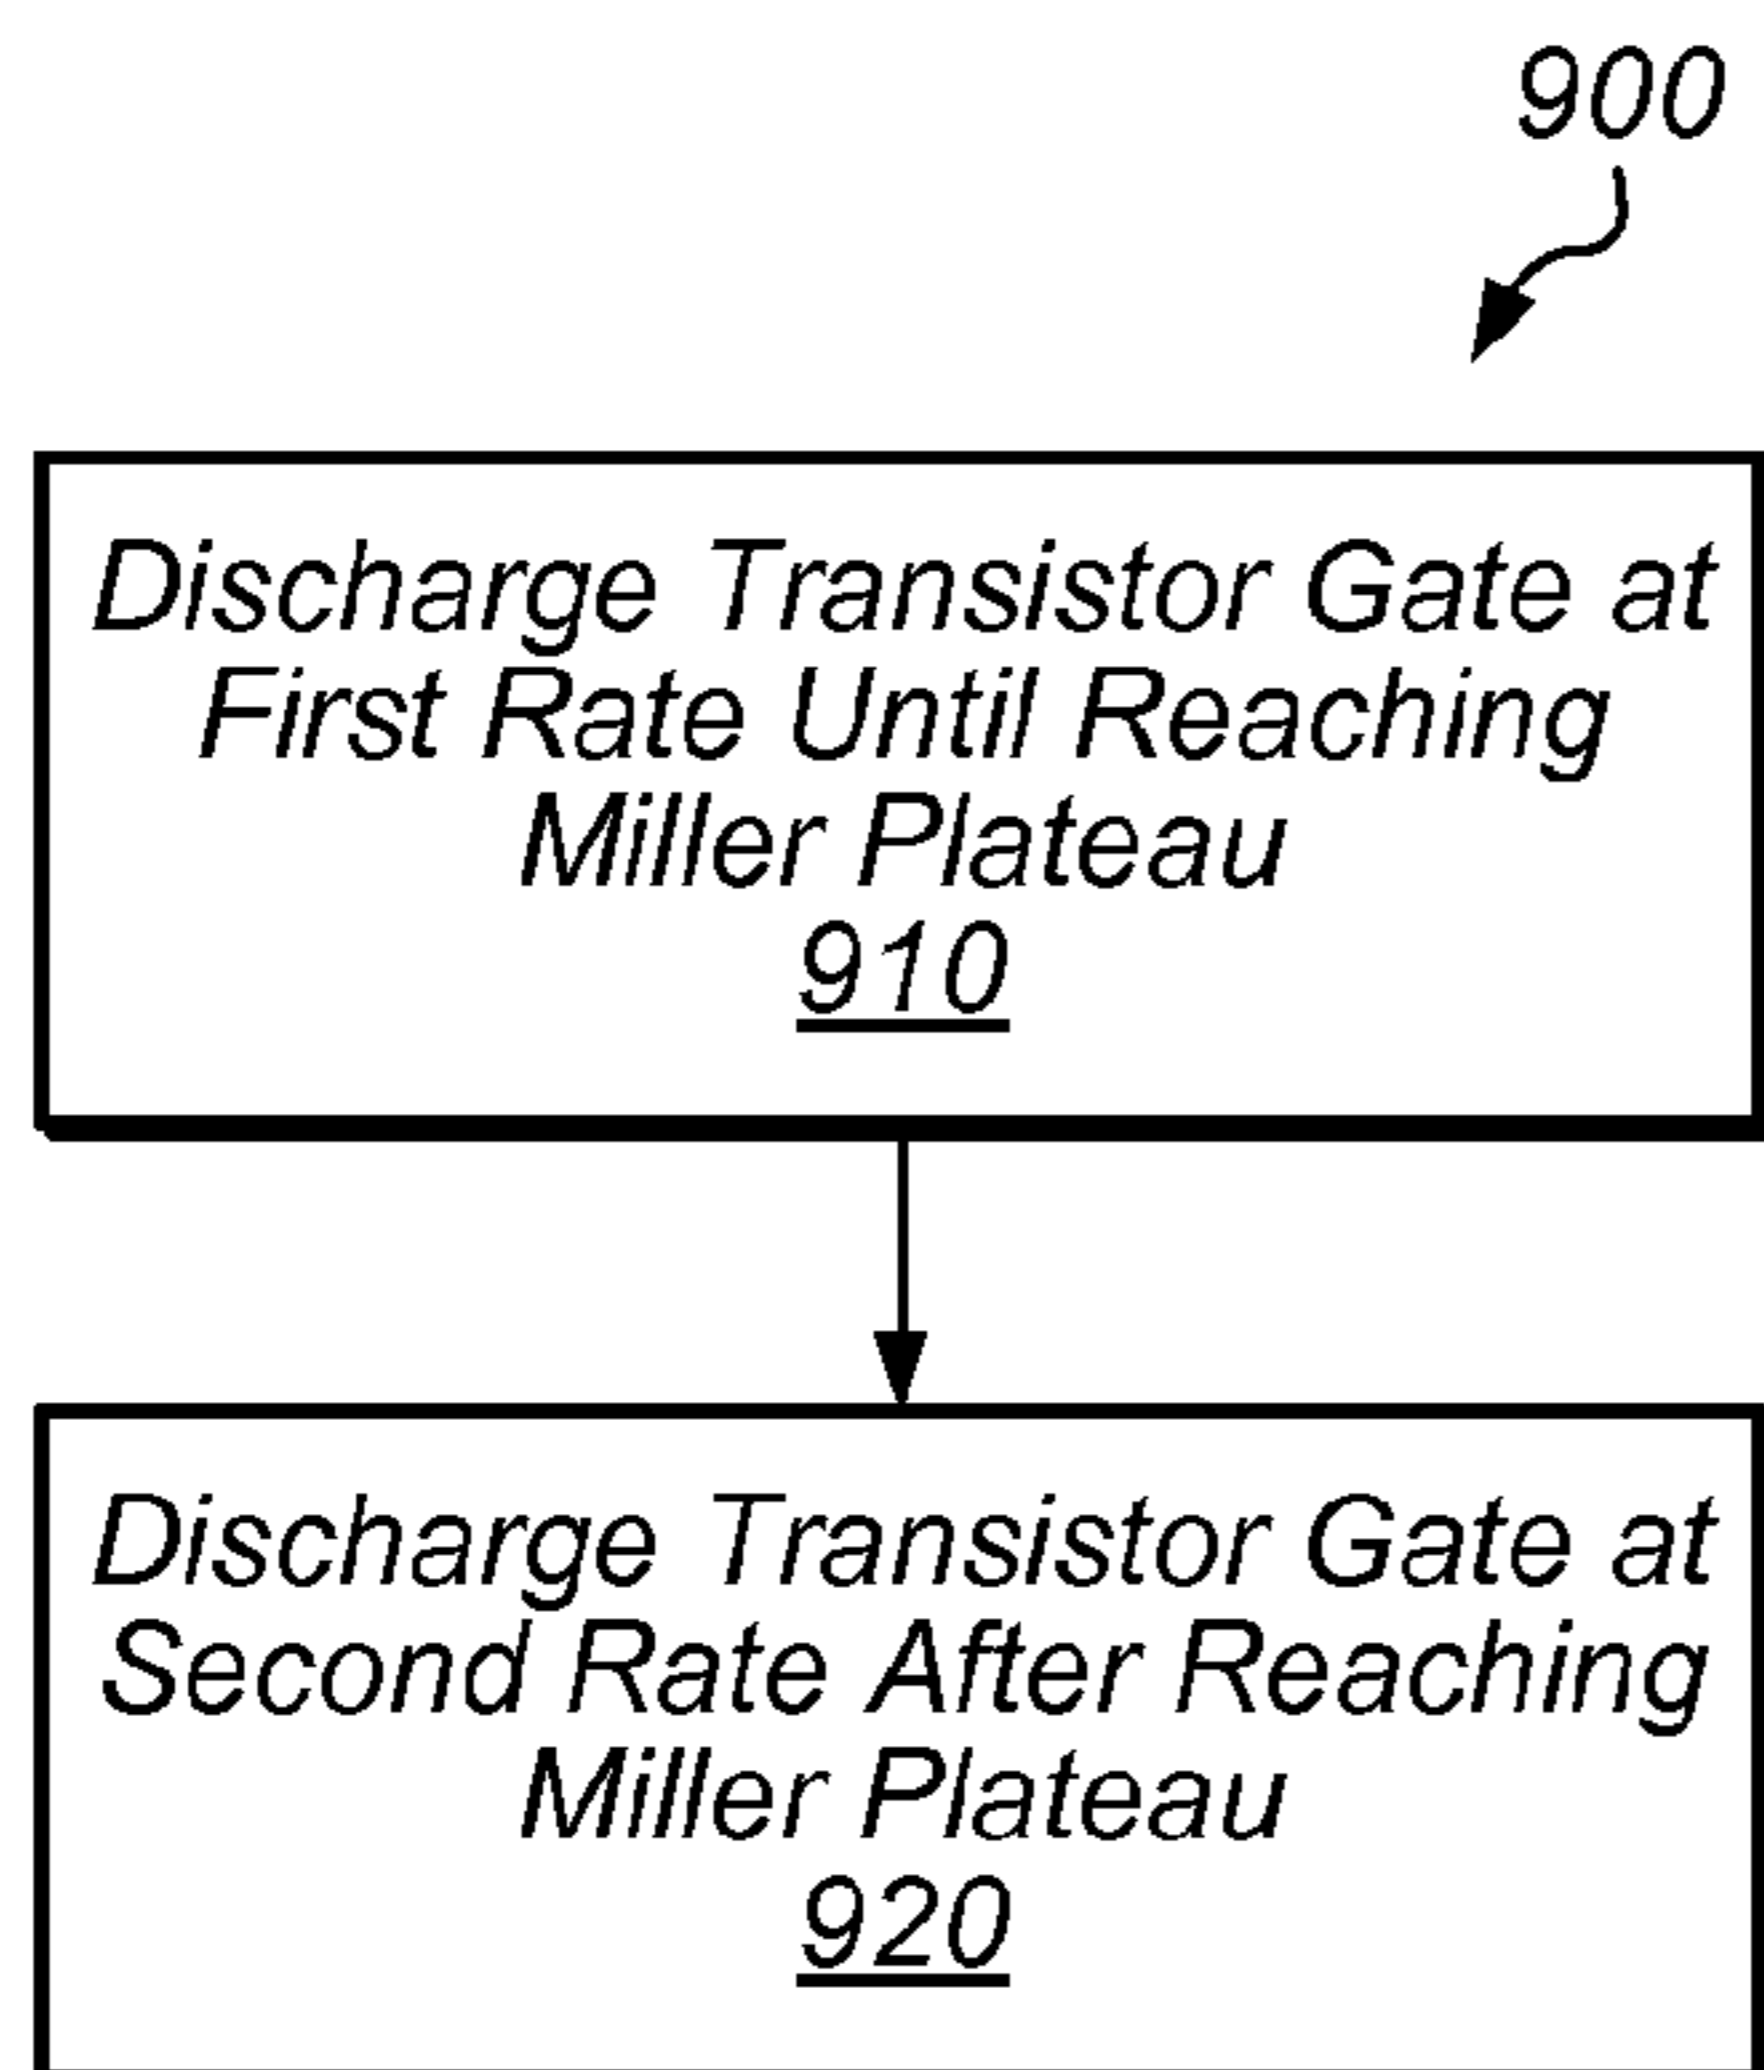 900
Discharge Transistor Gate at
First Rate Until Reaching
Miller Plateau
910
Discharge Transistor Gate at
Second Rate After Reaching
Miller Plateau
920